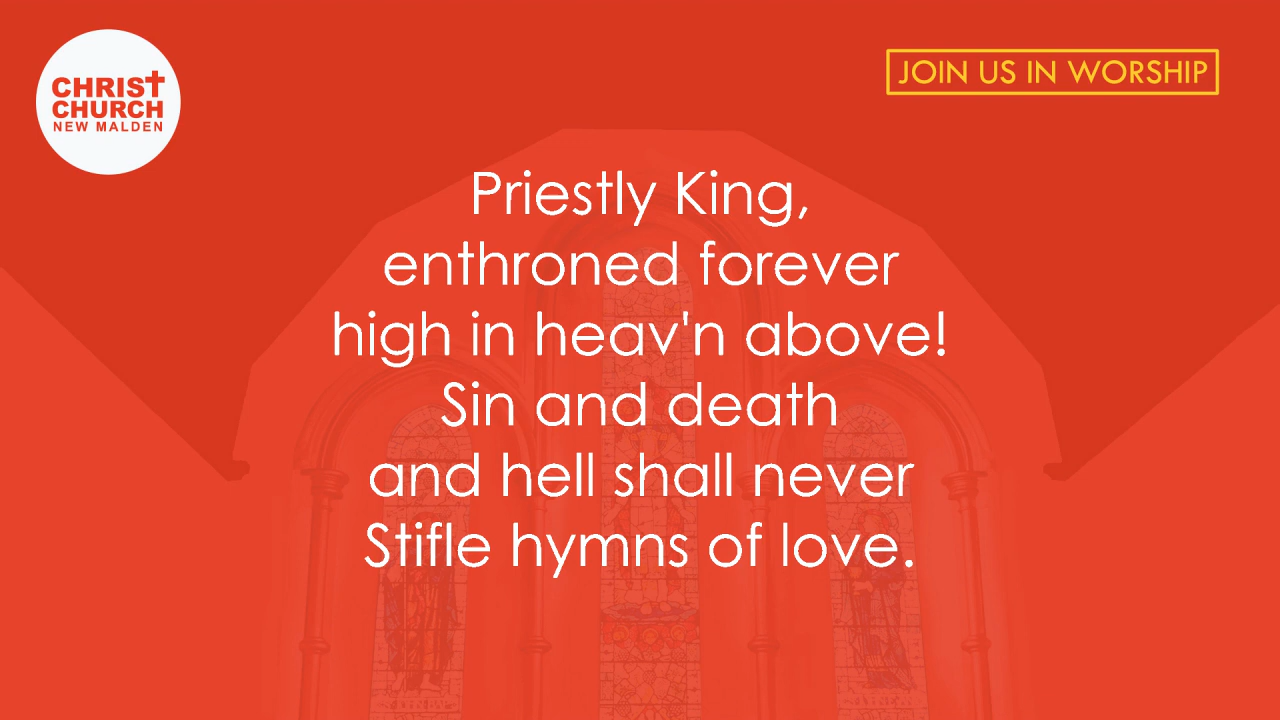 CHRIST
CHURCH
NEW MALDEN
JOIN US IN WORSHIP
Priestly King,
enthroned forever
high in heav'n above!
Sin and death
and hell shall never
Stifle hymns of love.